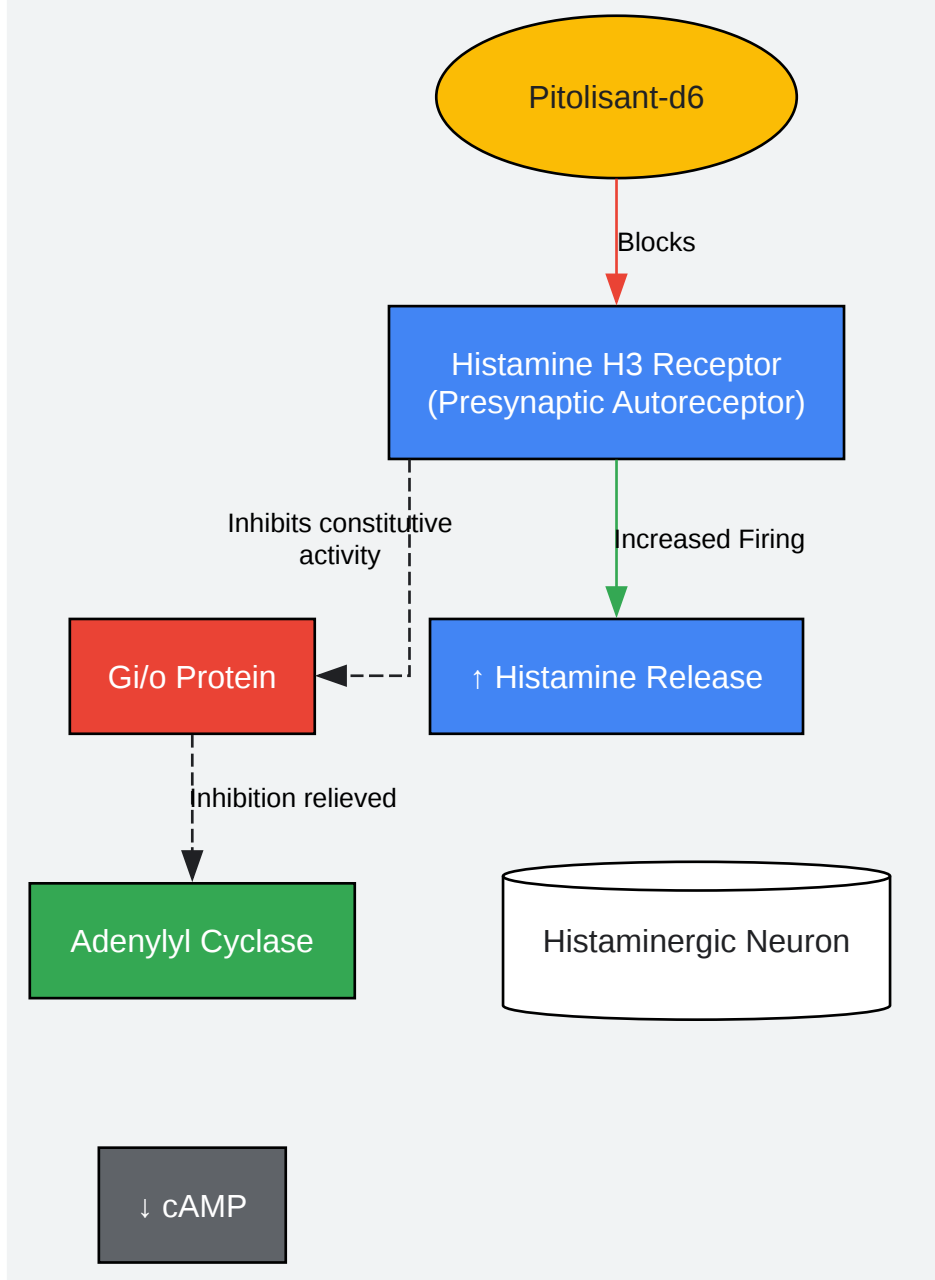 Pitolisant-d6
Blocks
Histamine H3 Receptor
(Presynaptic Autoreceptor)
Inhibits constitutive
activity
Increased Firing
Gi/o Protein
↑ Histamine Release
Inhibition relieved
Adenylyl Cyclase
Histaminergic Neuron
↓ cAMP